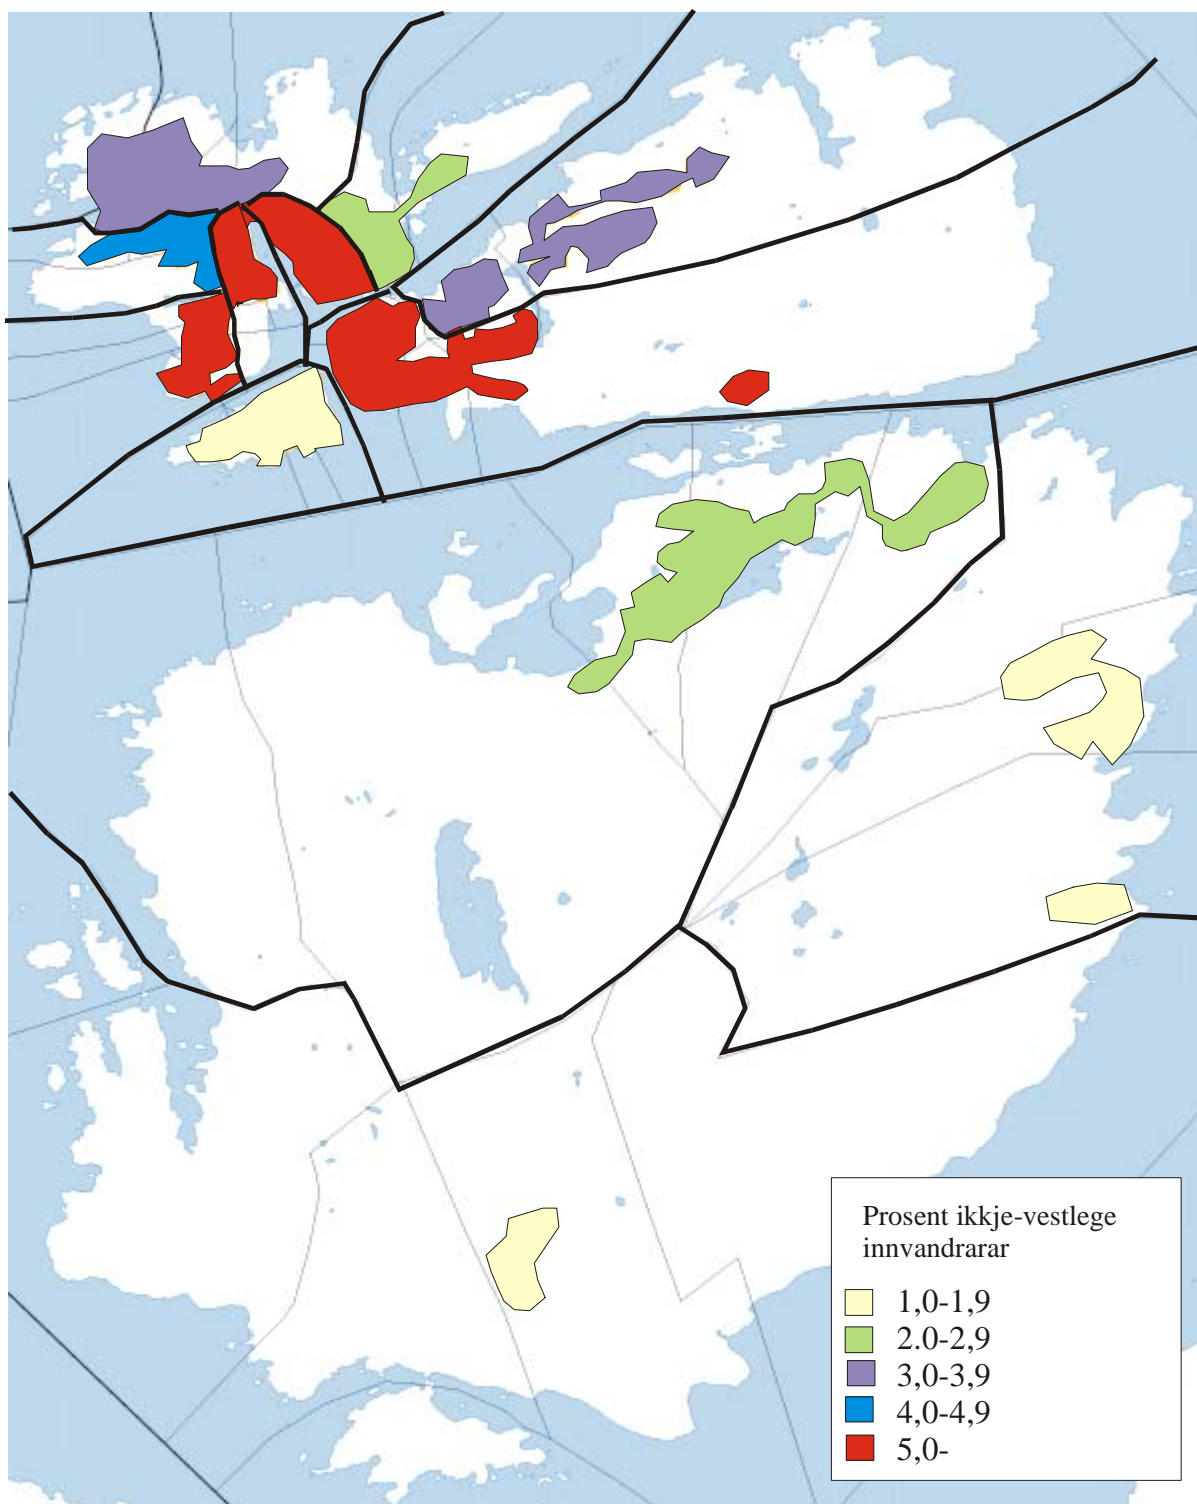 Prosent ikkje-vestlege
innvandrarar
1,0-1,9
2.0-2,9
3,0-3,9
4,0-4,9
5,0-